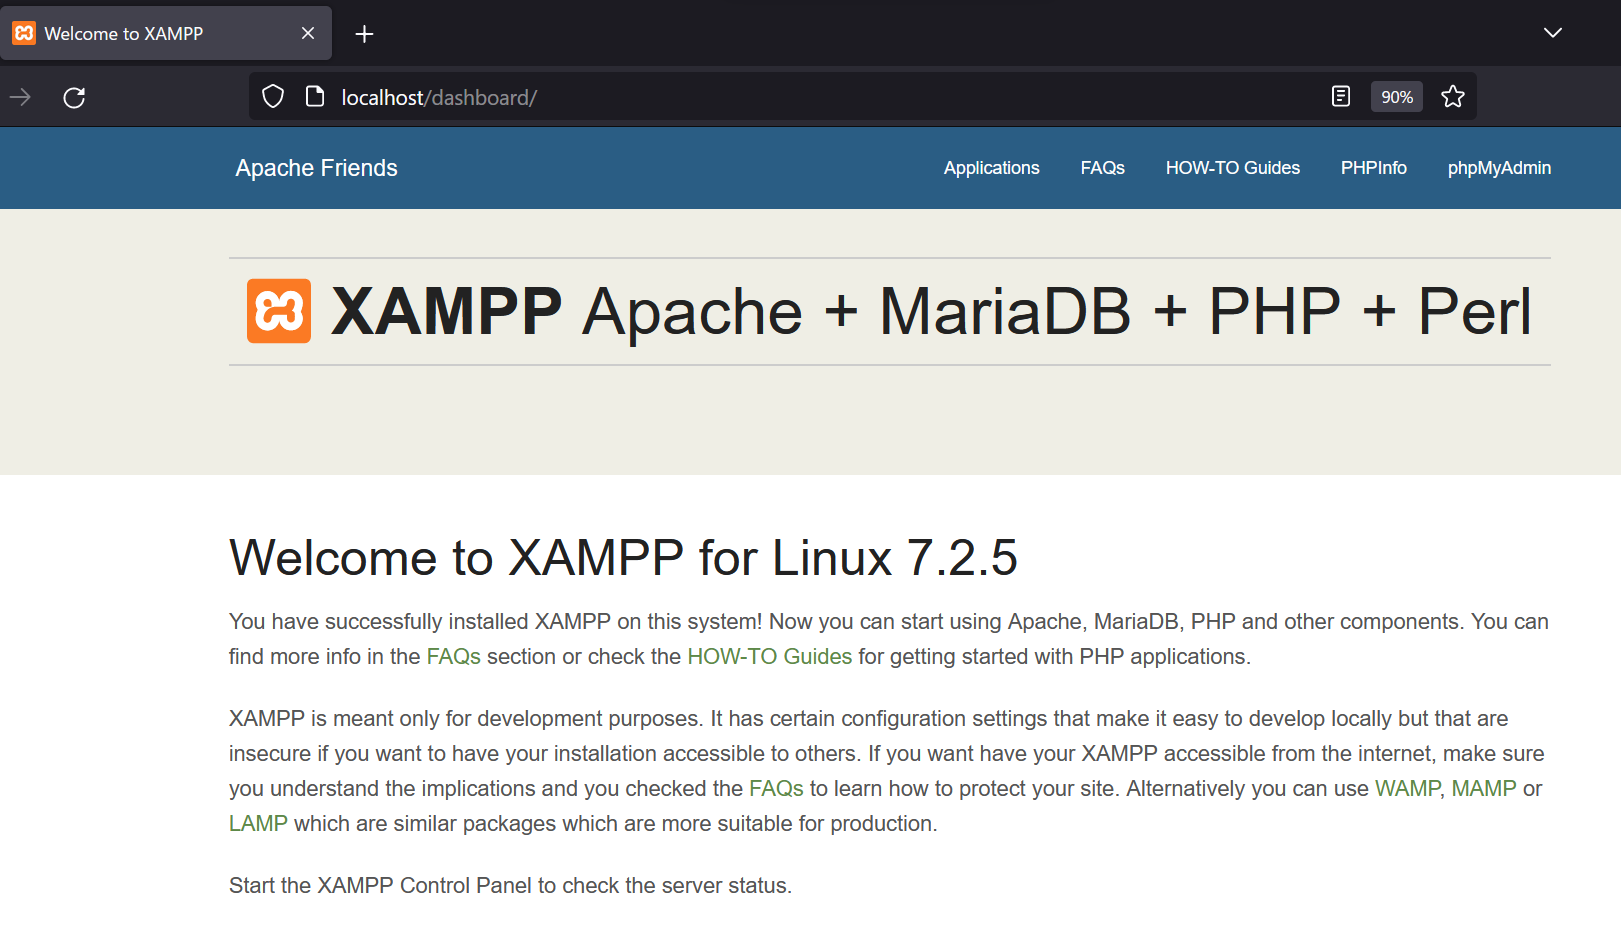 Welcome to XAMPP
localhost/dashboard/
90%
Apache Friends
Applications FAQs HOW-TO Guides PHPInfo phpMyAdmin
XAMPP Apache + MariaDB + PHP + Perl
Welcome to XAMPP for Linux 7.2.5
You have successfully installed XAMPP on this system! Now you can start using Apache, MariaDB, PHP and other components. You can
find more info in the FAQs section or check the HOW-TO Guides for getting started with PHP applications.
XAMPP is meant only for development purposes. It has certain configuration settings that make it easy to develop locally but that are
insecure if you want to have your installation accessible to others. If you want have your XAMPP accessible from the internet, make sure
you understand the implications and you checked the FAQs to learn how to protect your site. Alternatively you can use WAMP, MAMP or
LAMP which are similar packages which are more suitable for production.
Start the XAMPP Control Panel to check the server status.